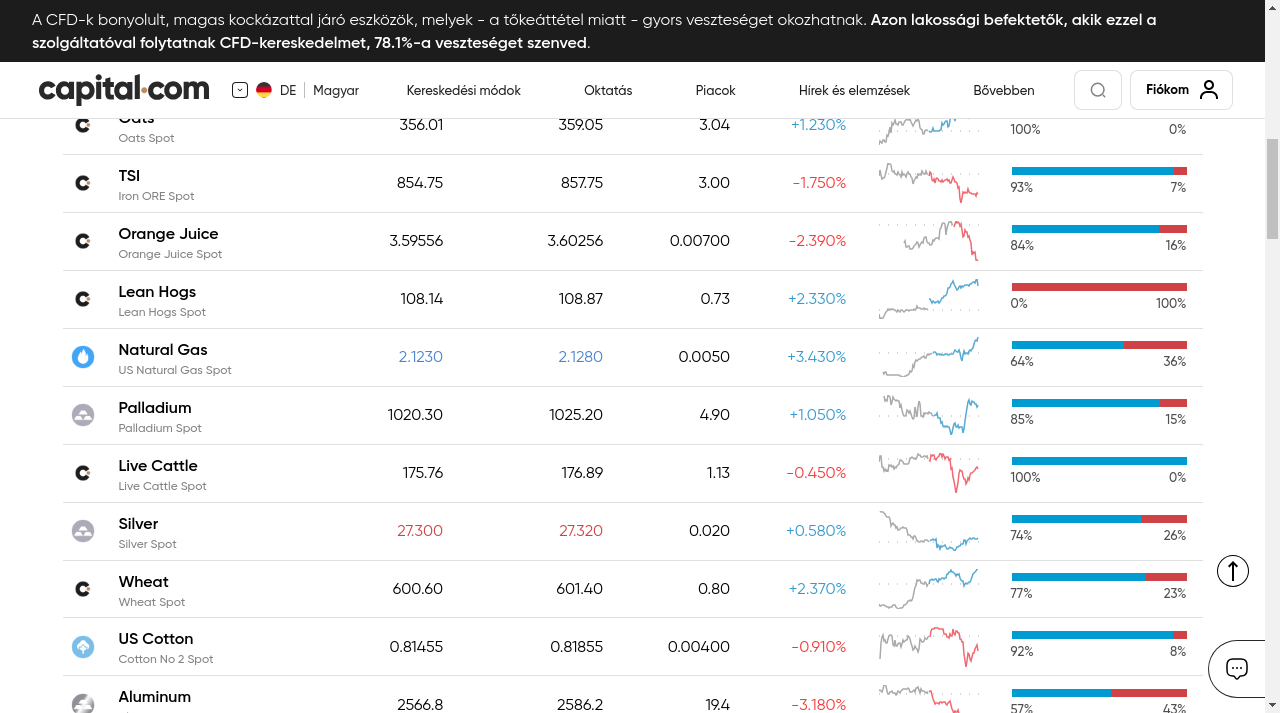 A CFD-k bonyolult, magas kockázattal járó eszközök, melyek - a tőkeáttétel miatt - gyors veszteséget okozhatnak. Azon lakossági befektetők, akik ezzel a
szolgáltatóval folytatnak CFD-kereskedelmet, 78.1%-a veszteséget szenved.
capital.com DE Magyar Kereskedési módok Oktatás Piacok Hírek és elemzések Bővebben Fiókom
Oats 356.01 359.05 3.04 +1.230%
Oats Spot 100% 0%
TSI 854.75 857.75 3.00 -1.750%
Iron ORE Spot 93% 7%
Orange Juice 3.59556 3.60256 0.00700 -2.390%
Orange Juice Spot 84% 16%
Lean Hogs 108.14 108.87 0.73 +2.330%
Lean Hogs Spot 0% 100%
Natural Gas 2.1230 2.1280 0.0050 +3.430%
US Natural Gas Spot 64% 36%
Palladium 1020.30 1025.20 4.90 +1.050%
Palladium Spot 85% 15%
Live Cattle 175.76 176.89 1.13 -0.450%
Live Cattle Spot 100% 0%
Silver 27.300 27.320 0.020 +0.580%
Silver Spot 74% 26%
Wheat 600.60 601.40 0.80 +2.370%
Wheat Spot 77% 23%
US Cotton 0.81455 0.81855 0.00400 -0.910%
Cotton No 2 Spot 92% 8%
Aluminum 2566.8 2586.2 19.4 -3.180%
57% 43%